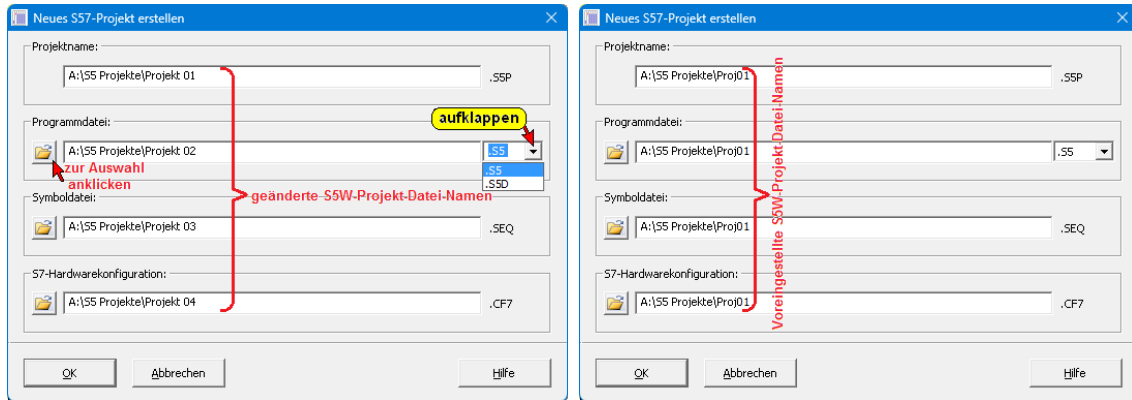 Neues S57-Projekt erstellen
Projektname:
A:\S5 Projekte\Projekt 01
.S5P
Programmdatei:
aufklappen
A:\S5 Projekte\Projekt 02
.S5
.S5
.S5D
zur Auswahl
anklicken
geänderte S5W-Projekt-Datei-Namen
Symboldatei:
A:\S5 Projekte\Projekt 03
.SEQ
S7-Hardwarekonfiguration:
A:\S5 Projekte\Projekt 04
.CF7
OK
Abbrechen
Hilfe
Neues S57-Projekt erstellen
Projektname:
A:\S5 Projekte\Proj01
.S5P
Programmdatei:
A:\S5 Projekte\Proj01
.S5
Symboldatei:
A:\S5 Projekte\Proj01
.SEQ
S7-Hardwarekonfiguration:
A:\S5 Projekte\Proj01
.CF7
Voreingestellte S5W-Projekt-Datei-Namen
OK
Abbrechen
Hilfe